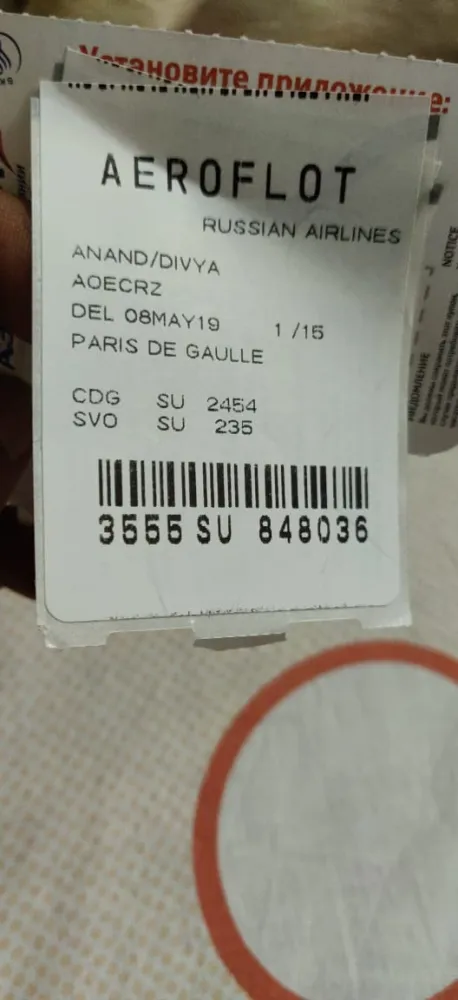 Установите приложение:
AEROFLOT
RUSSIAN AIRLINES
ANAND/DIVYA
AOECRZ
DEL 08MAY19 1 /15
PARIS DE GAULLE
CDG SU 2454
SVO SU 235
3555 SU 848036
NOTICE